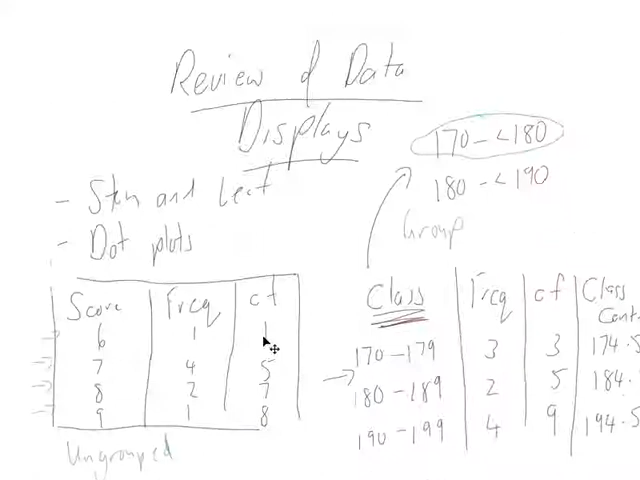 Review of Data
Displays
170-<180
180-<190
- Stem and Leaf
- Dot plots
Group
Score Freq cf
6 1 1
7 4 5
8 2 7
9 1 8
Ungrouped
Class Freq cf Class
170-179 3 3 174.5
180-189 2 5 184.
190-199 4 9 194.5